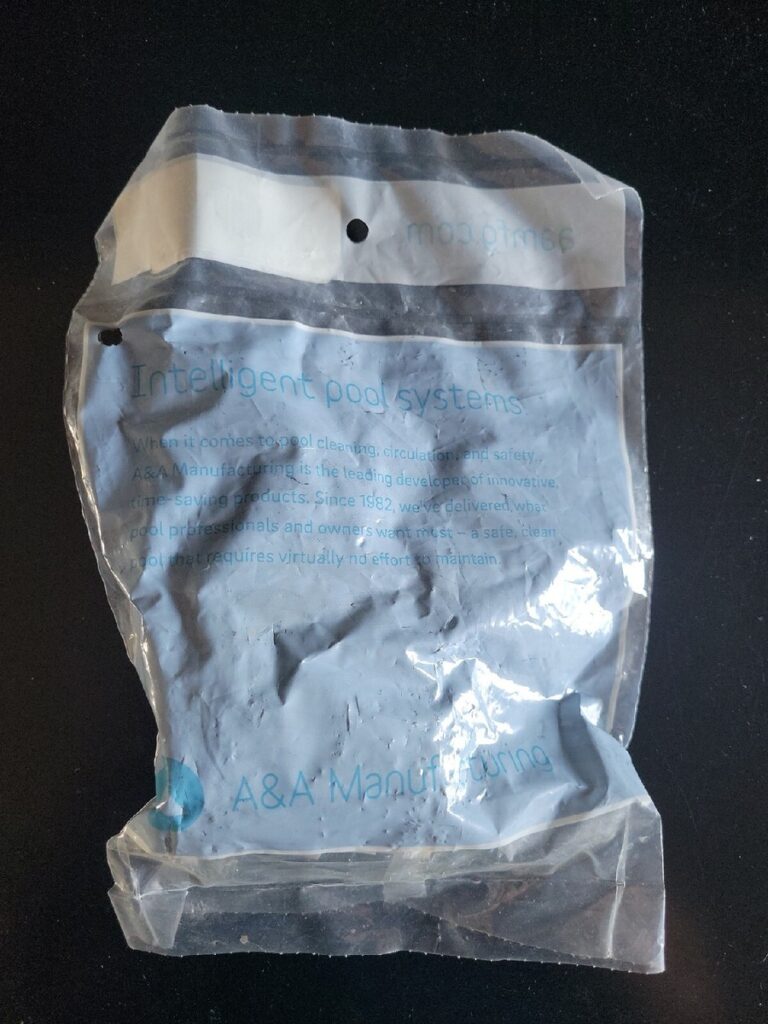 aamfg.com
Intelligent pool systems
When it comes to pool cleaning, circulation, and safety,
A&A Manufacturing is the leading developer of innovative,
time-saving products. Since 1982, we've delivered what
pool professionals and owners want most – a safe, clean
pool that requires virtually no effort to maintain.
A&A Manufacturing